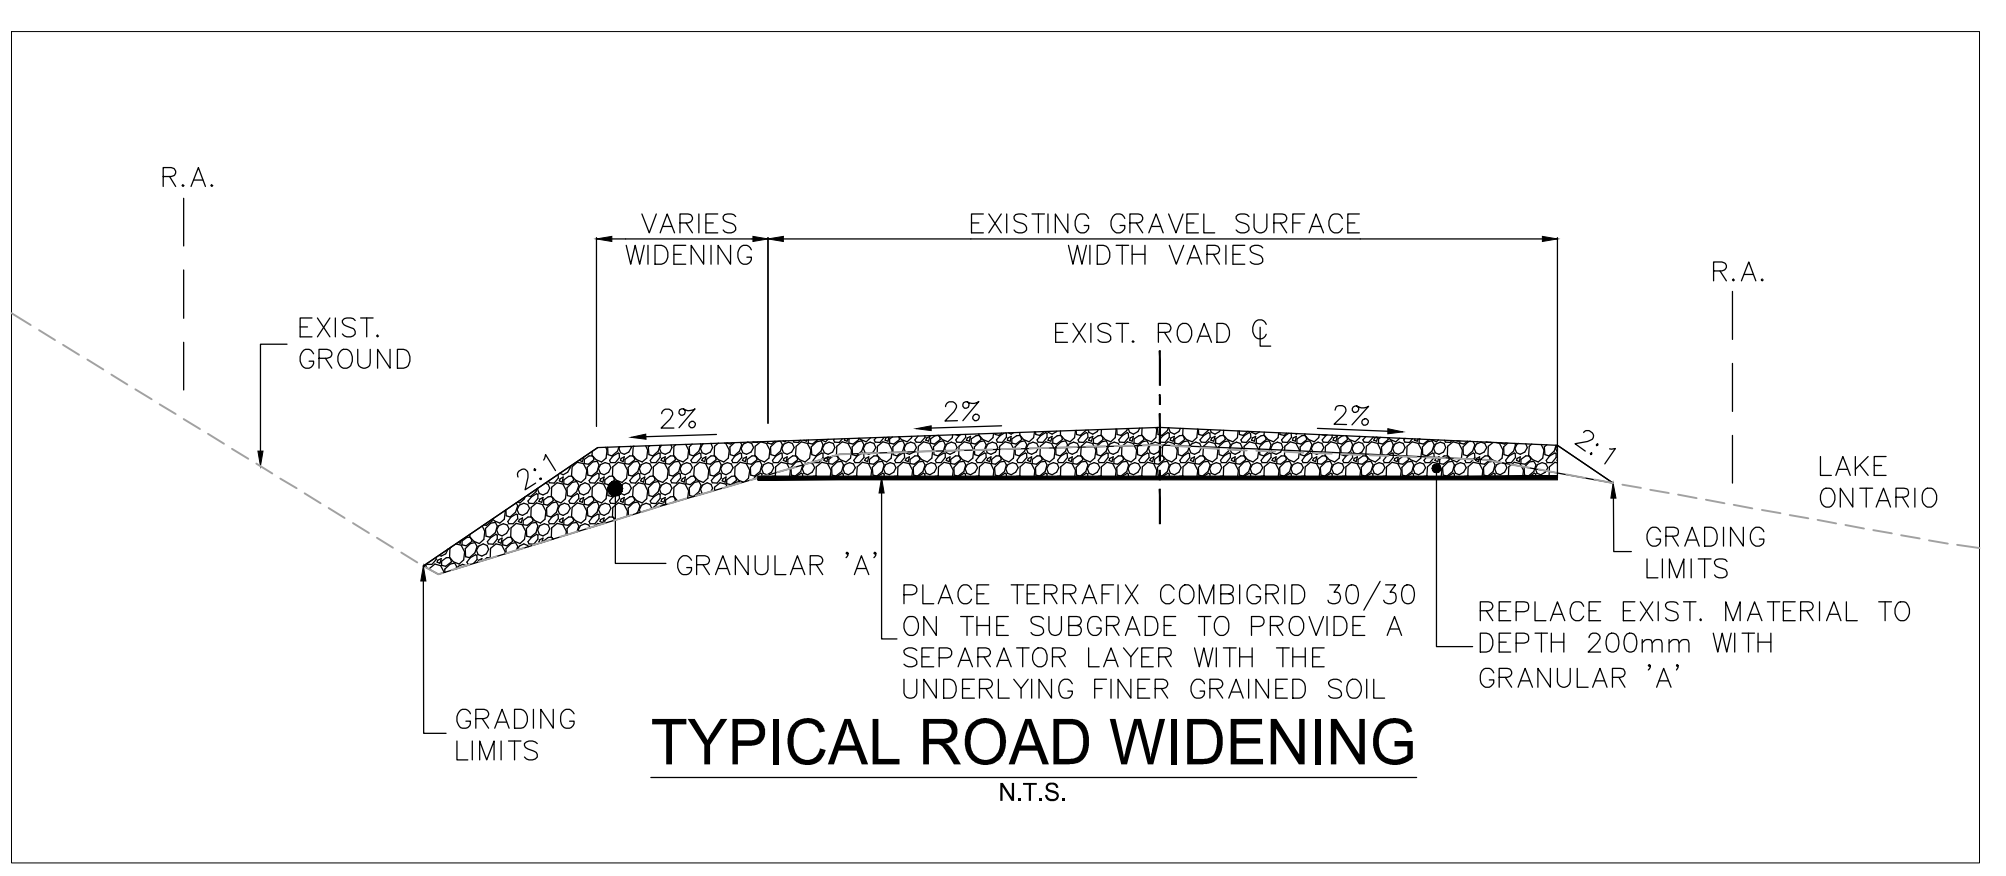 R.A.
VARIES
WIDENING
EXISTING GRAVEL SURFACE
WIDTH VARIES
R.A.
EXIST.
GROUND
EXIST. ROAD ℄
2%
2%
2%
2:1
2:1
LAKE
ONTARIO
GRANULAR 'A'
GRADING
LIMITS
PLACE TERRAFIX COMBIGRID 30/30
ON THE SUBGRADE TO PROVIDE A
SEPARATOR LAYER WITH THE
UNDERLYING FINER GRAINED SOIL
REPLACE EXIST. MATERIAL TO
DEPTH 200mm WITH
GRANULAR 'A'
GRADING
LIMITS
TYPICAL ROAD WIDENING
N.T.S.